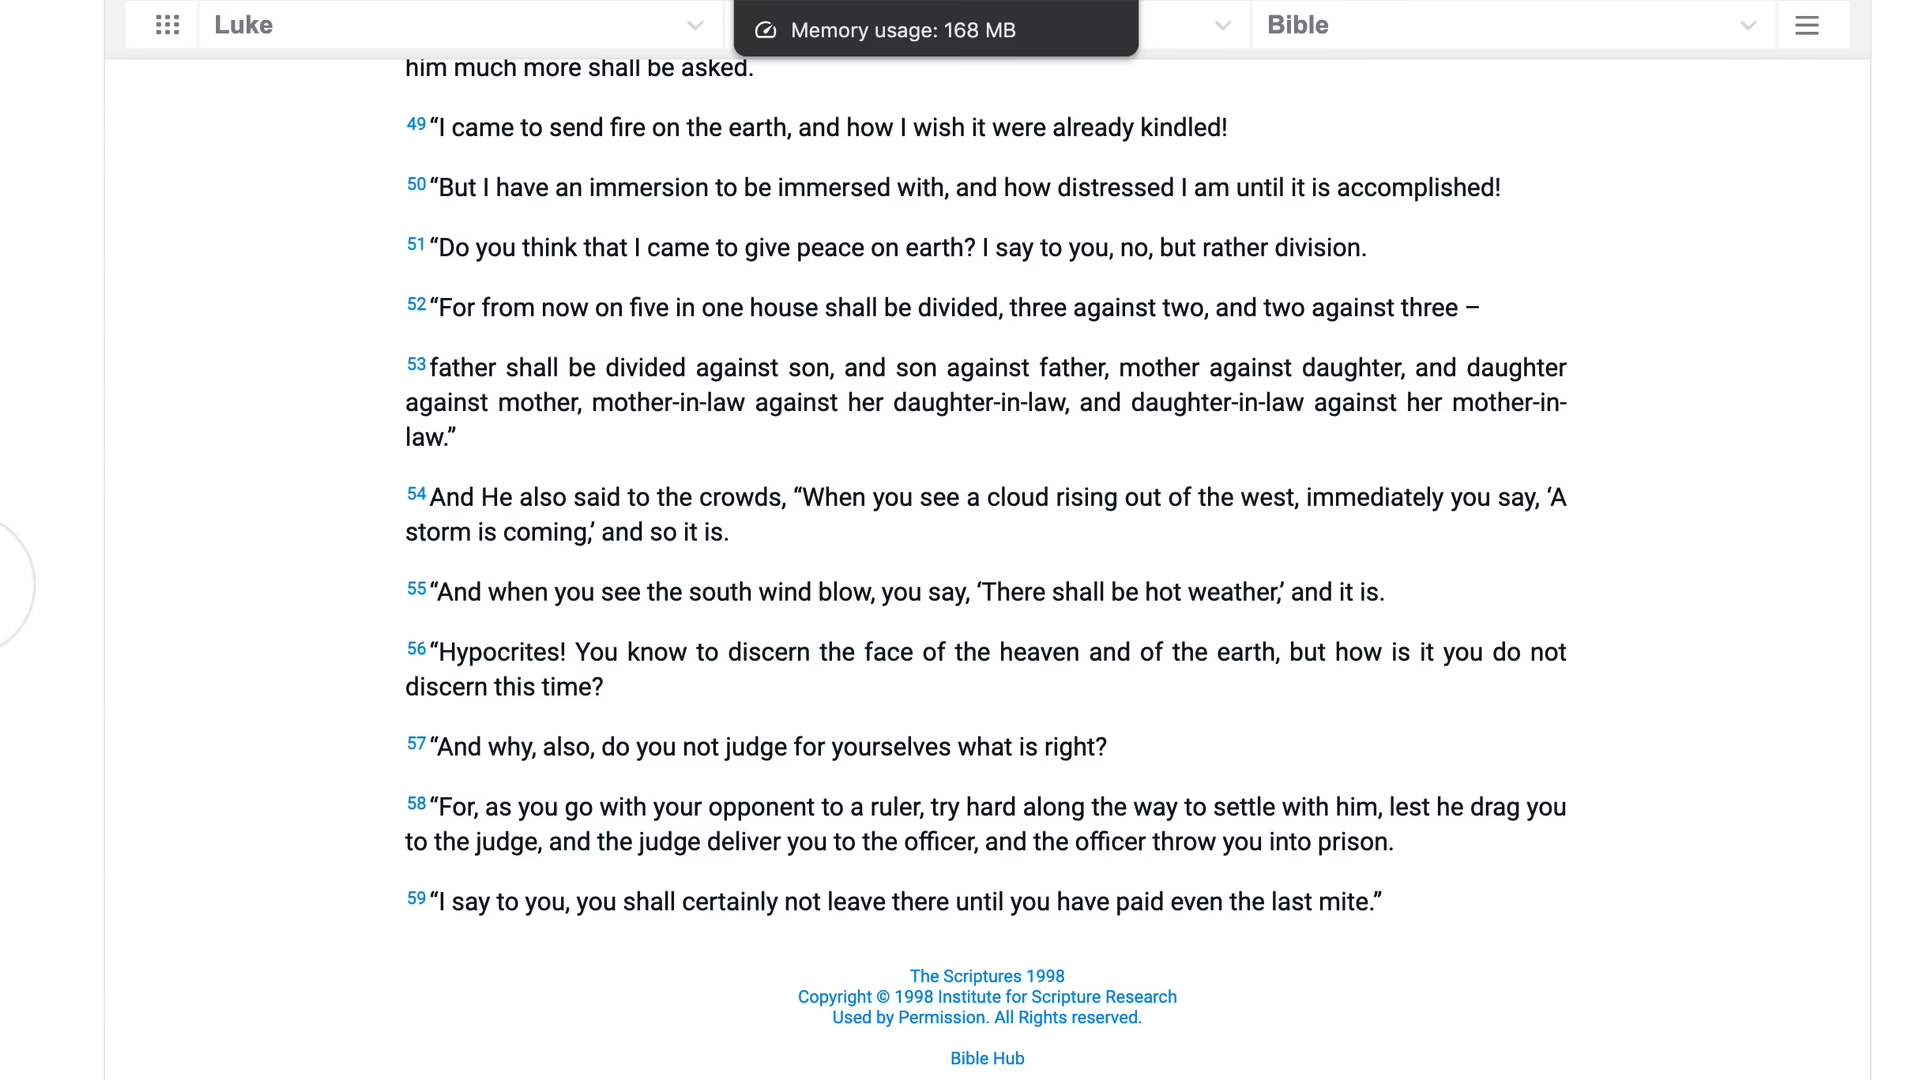 Luke
Memory usage: 168 MB
Bible
him much more shall be asked.
49 “I came to send fire on the earth, and how I wish it were already kindled!
50 “But I have an immersion to be immersed with, and how distressed I am until it is accomplished!
51 “Do you think that I came to give peace on earth? I say to you, no, but rather division.
52 “For from now on five in one house shall be divided, three against two, and two against three –
53 father shall be divided against son, and son against father, mother against daughter, and daughter
against mother, mother-in-law against her daughter-in-law, and daughter-in-law against her mother-in-
law.”
54 And He also said to the crowds, “When you see a cloud rising out of the west, immediately you say, ‘A
storm is coming,’ and so it is.
55 “And when you see the south wind blow, you say, ‘There shall be hot weather,’ and it is.
56 “Hypocrites! You know to discern the face of the heaven and of the earth, but how is it you do not
discern this time?
57 “And why, also, do you not judge for yourselves what is right?
58 “For, as you go with your opponent to a ruler, try hard along the way to settle with him, lest he drag you
to the judge, and the judge deliver you to the officer, and the officer throw you into prison.
59 “I say to you, you shall certainly not leave there until you have paid even the last mite.”
The Scriptures 1998
Copyright © 1998 Institute for Scripture Research
Used by Permission. All Rights reserved.
Bible Hub